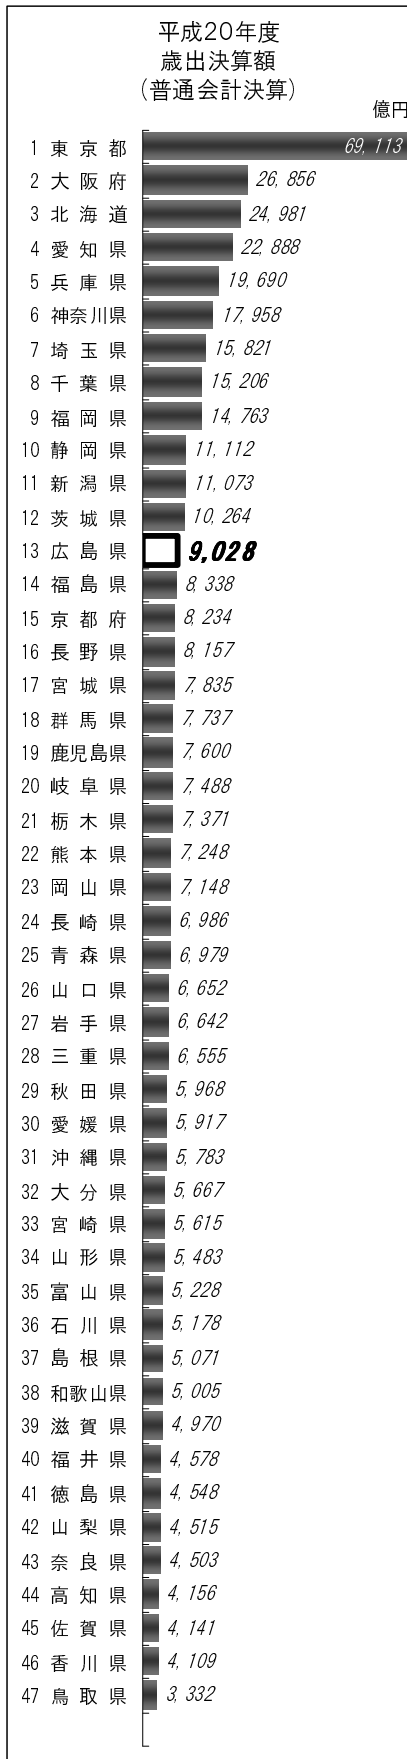 平成20年度
歳出決算額
(普通会計決算)
億円
1 東京都 69,113
2 大阪府 26,856
3 北海道 24,981
4 愛知県 22,888
5 兵庫県 19,690
6 神奈川県 17,958
7 埼玉県 15,821
8 千葉県 15,206
9 福岡県 14,763
10 静岡県 11,112
11 新潟県 11,073
12 茨城県 10,264
13 広島県 9,028
14 福島県 8,338
15 京都府 8,234
16 長野県 8,157
17 宮城県 7,835
18 群馬県 7,737
19 鹿児島県 7,600
20 岐阜県 7,488
21 栃木県 7,371
22 熊本県 7,248
23 岡山県 7,148
24 長崎県 6,986
25 青森県 6,979
26 山口県 6,652
27 岩手県 6,642
28 三重県 6,555
29 秋田県 5,968
30 愛媛県 5,917
31 沖縄県 5,783
32 大分県 5,667
33 宮崎県 5,615
34 山形県 5,483
35 富山県 5,228
36 石川県 5,178
37 島根県 5,071
38 和歌山県 5,005
39 滋賀県 4,970
40 福井県 4,578
41 徳島県 4,548
42 山梨県 4,515
43 奈良県 4,503
44 高知県 4,156
45 佐賀県 4,141
46 香川県 4,109
47 鳥取県 3,332